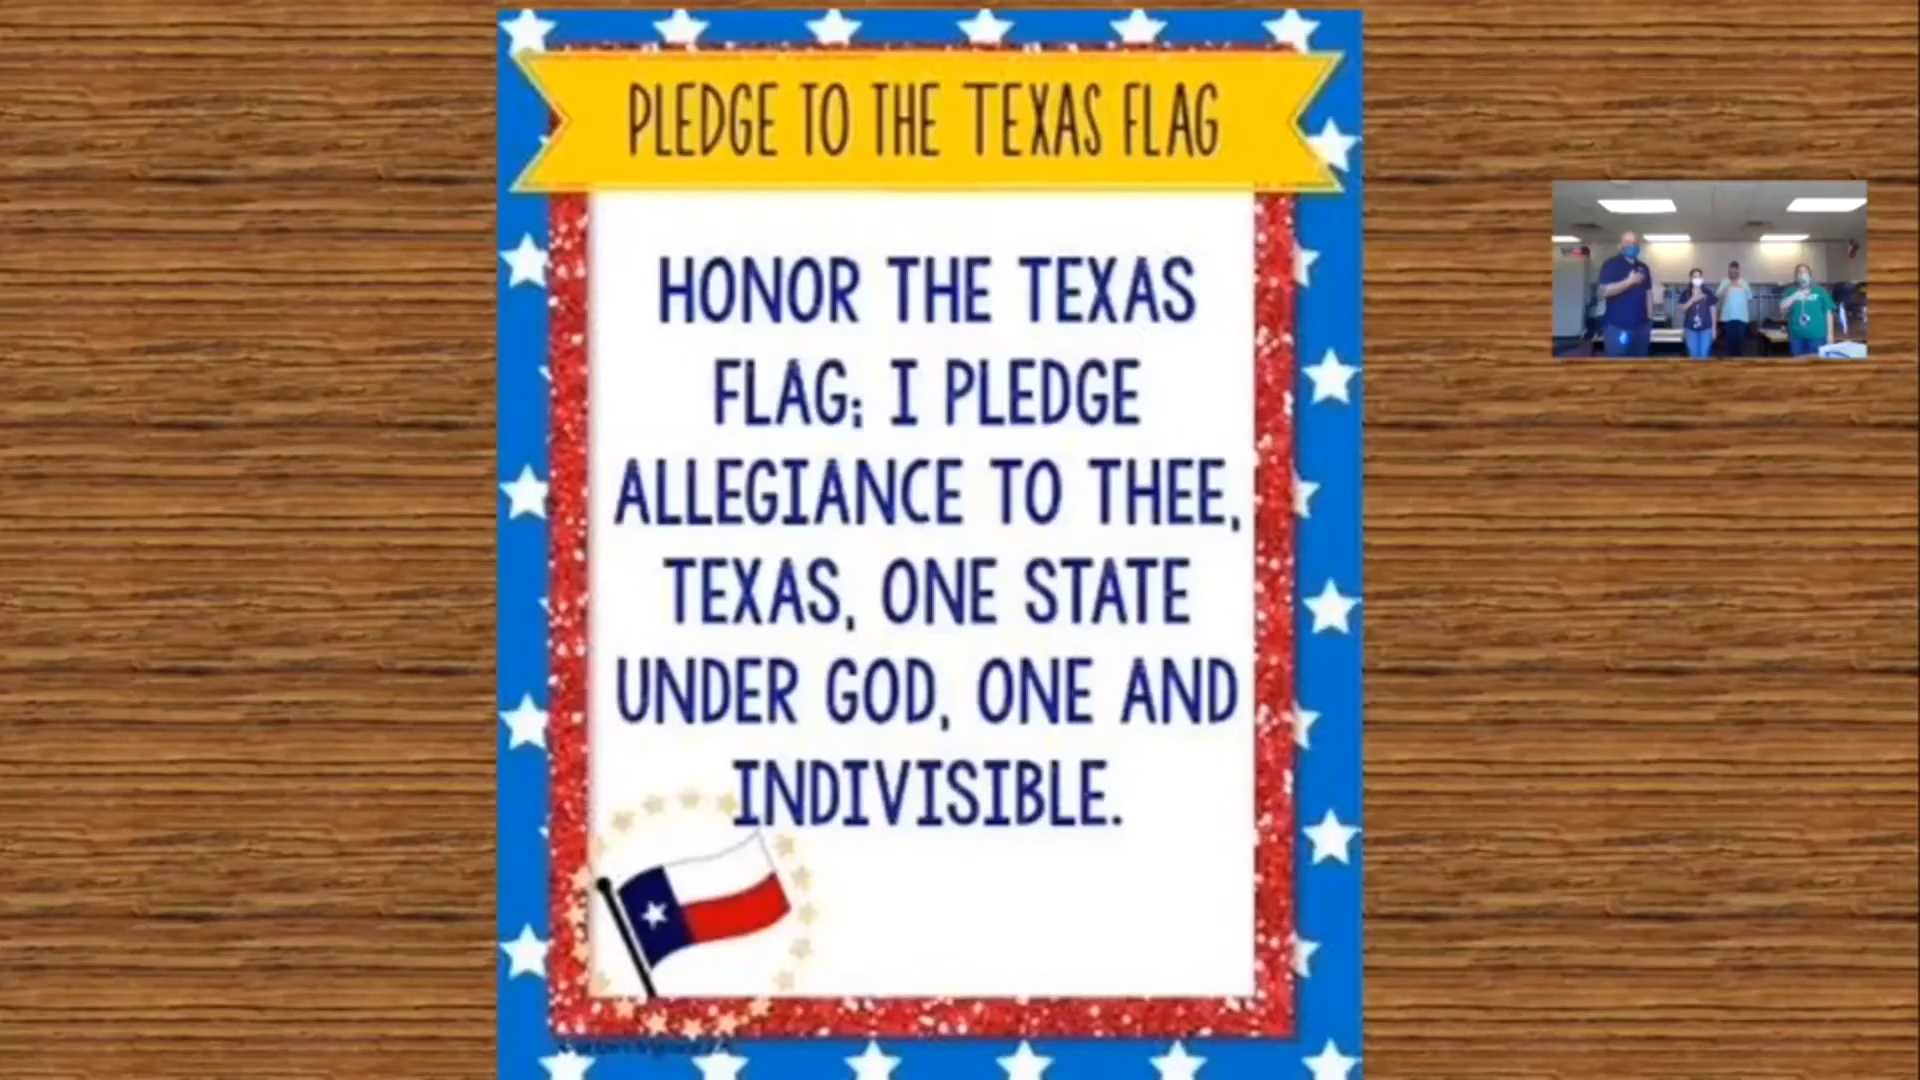 PLEDGE TO THE TEXAS FLAG
HONOR THE TEXAS
FLAG; I PLEDGE
ALLEGIANCE TO THEE,
TEXAS, ONE STATE
UNDER GOD, ONE AND
INDIVISIBLE.